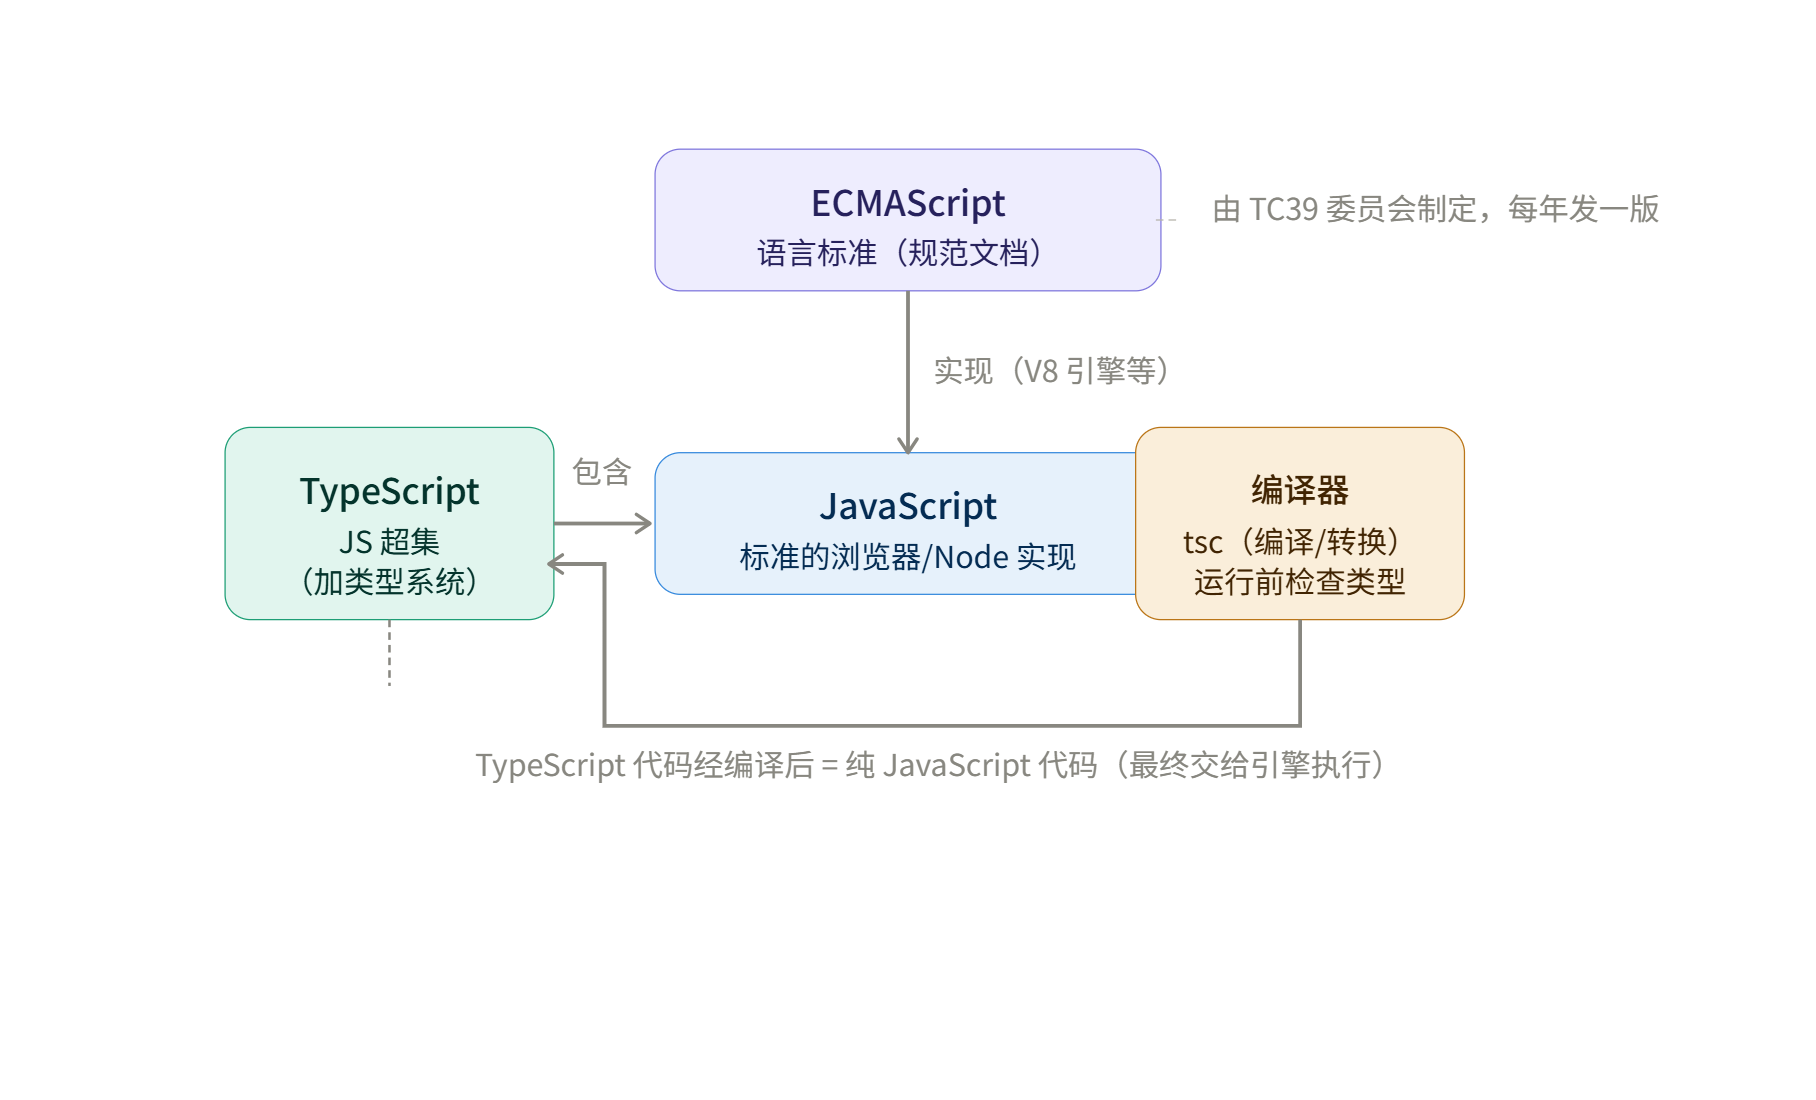 ECMAScript
语言标准（规范文档）
由 TC39 委员会制定，每年发一版
实现（V8 引擎等）
TypeScript
JS 超集
（加类型系统）
包含
JavaScript
标准的浏览器/Node 实现
编译器
tsc（编译/转换）
运行前检查类型
TypeScript 代码经编译后 = 纯 JavaScript 代码（最终交给引擎执行）